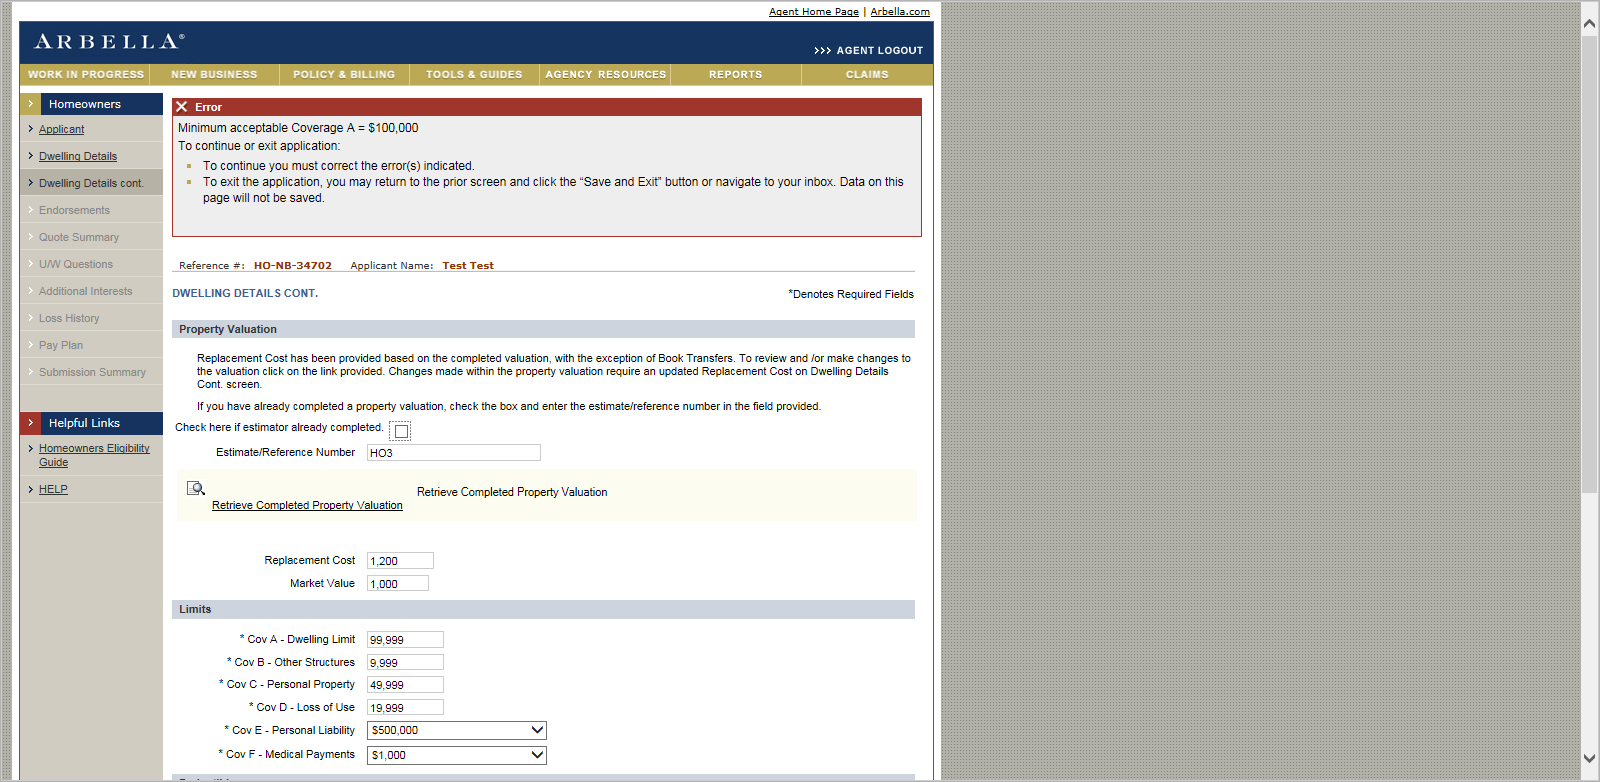 Agent Home Page | Arbella.com
ARBELLA®
>>> AGENT LOGOUT
WORK IN PROGRESS NEW BUSINESS POLICY & BILLING TOOLS & GUIDES AGENCY RESOURCES REPORTS CLAIMS
Homeowners
Applicant
Dwelling Details
Dwelling Details cont.
Endorsements
Quote Summary
U/W Questions
Additional Interests
Loss History
Pay Plan
Submission Summary
Helpful Links
Homeowners Eligibility
Guide
HELP
Error
Minimum acceptable Coverage A = $100,000
To continue or exit application:
To continue you must correct the error(s) indicated.
To exit the application, you may return to the prior screen and click the “Save and Exit” button or navigate to your inbox. Data on this
page will not be saved.
Reference #: HO-NB-34702 Applicant Name: Test Test
DWELLING DETAILS CONT.
*Denotes Required Fields
Property Valuation
Replacement Cost has been provided based on the completed valuation, with the exception of Book Transfers. To review and /or make changes to
the valuation click on the link provided. Changes made within the property valuation require an updated Replacement Cost on Dwelling Details
Cont. screen.
If you have already completed a property valuation, check the box and enter the estimate/reference number in the field provided.
Check here if estimator already completed.
Estimate/Reference Number HO3
Retrieve Completed Property Valuation
Retrieve Completed Property Valuation
Replacement Cost 1,200
Market Value 1,000
Limits
* Cov A - Dwelling Limit 99,999
* Cov B - Other Structures 9,999
* Cov C - Personal Property 49,999
* Cov D - Loss of Use 19,999
* Cov E - Personal Liability $500,000
* Cov F - Medical Payments $1,000